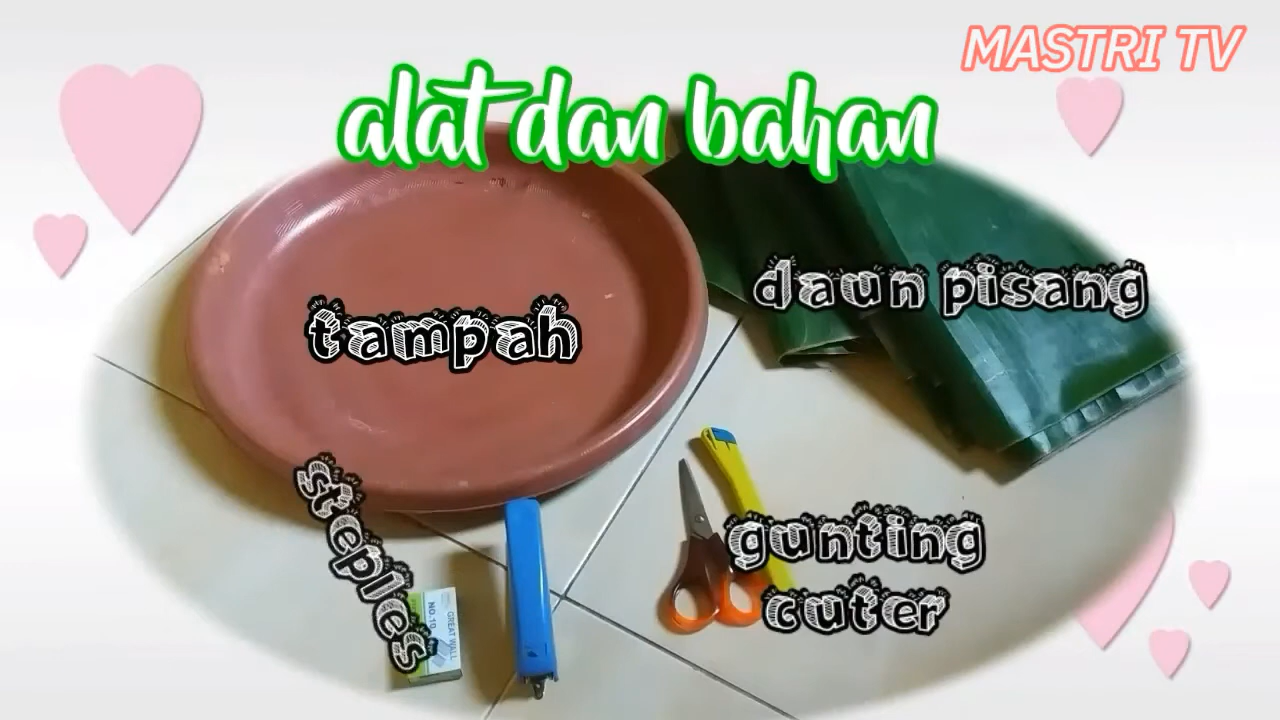 MASTRI TV
alat dan bahan
daun pisang
tampah
steples
gunting
cuter
NO.10
GREAT WALL